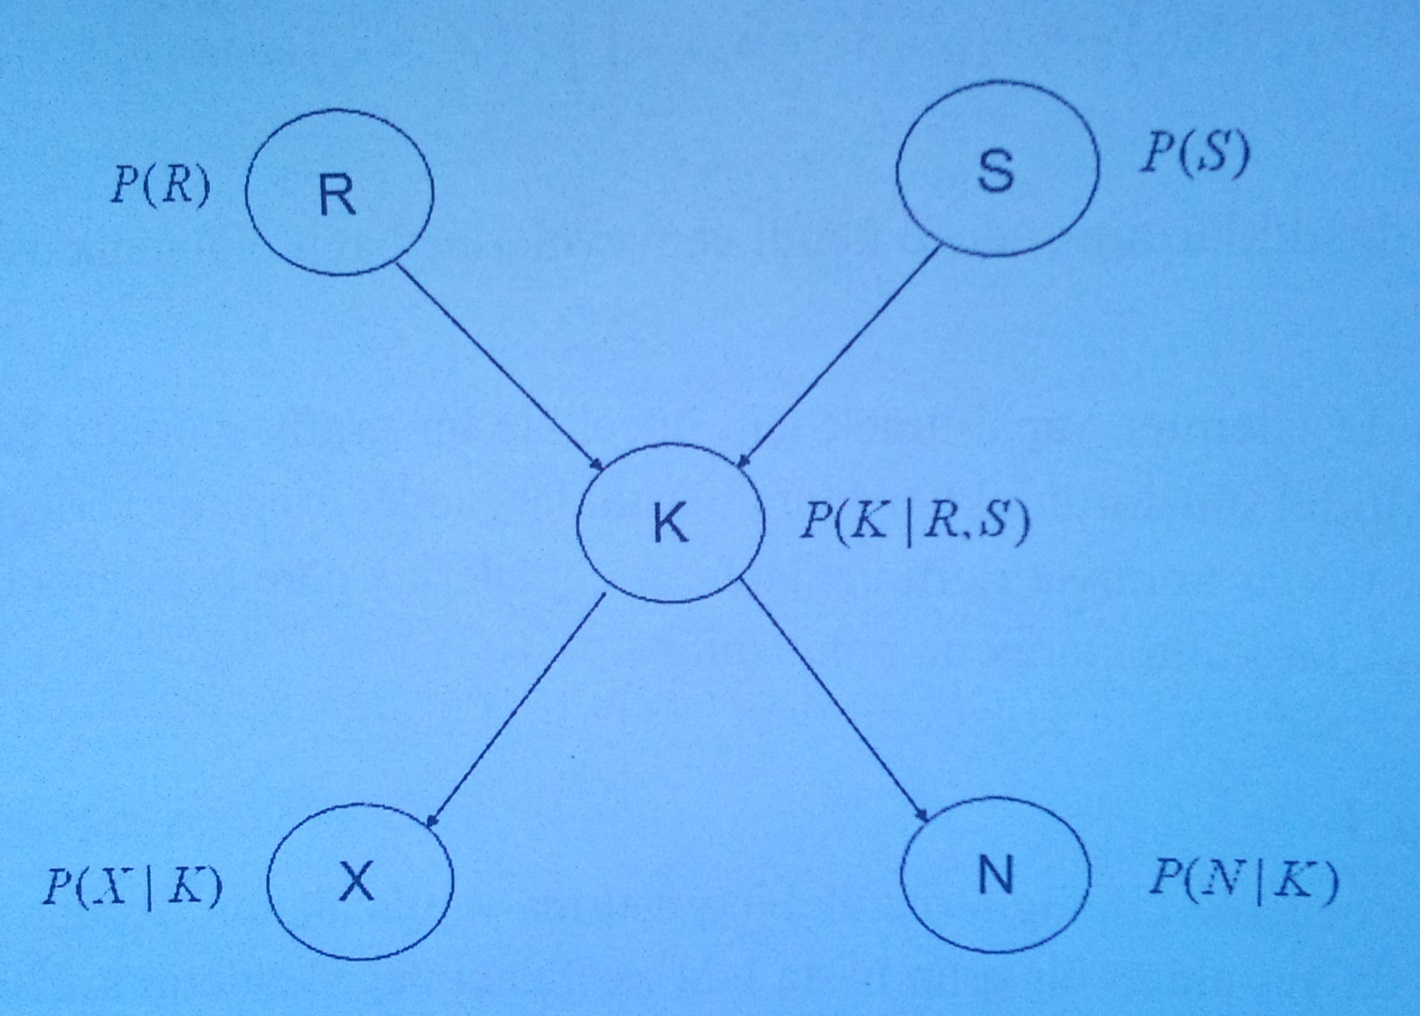 P(R) R S P(S)
K P(K | R,S)
P(X | K) X N P(N | K)